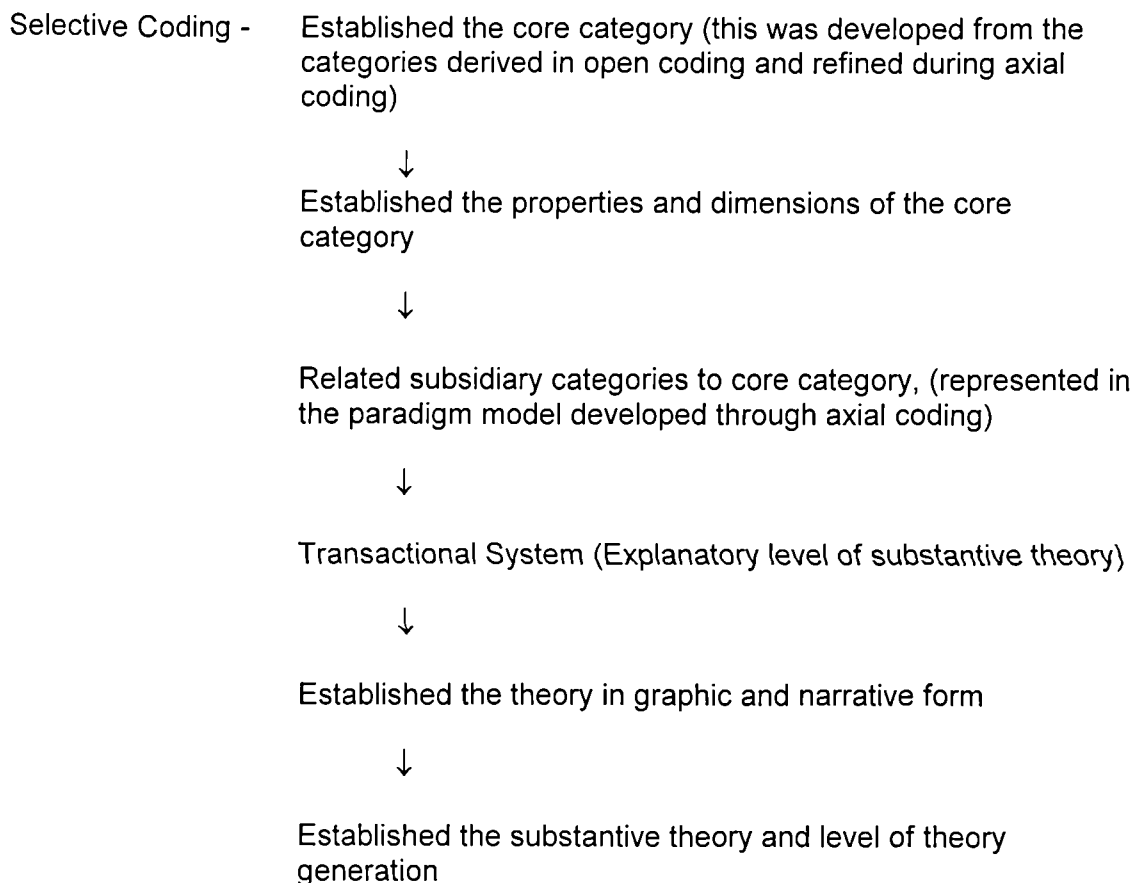 Selective Coding - Established the core category (this was developed from the
categories derived in open coding and refined during axial
coding)
↓
Established the properties and dimensions of the core
category
↓
Related subsidiary categories to core category, (represented in
the paradigm model developed through axial coding)
↓
Transactional System (Explanatory level of substantive theory)
↓
Established the theory in graphic and narrative form
↓
Established the substantive theory and level of theory
generation